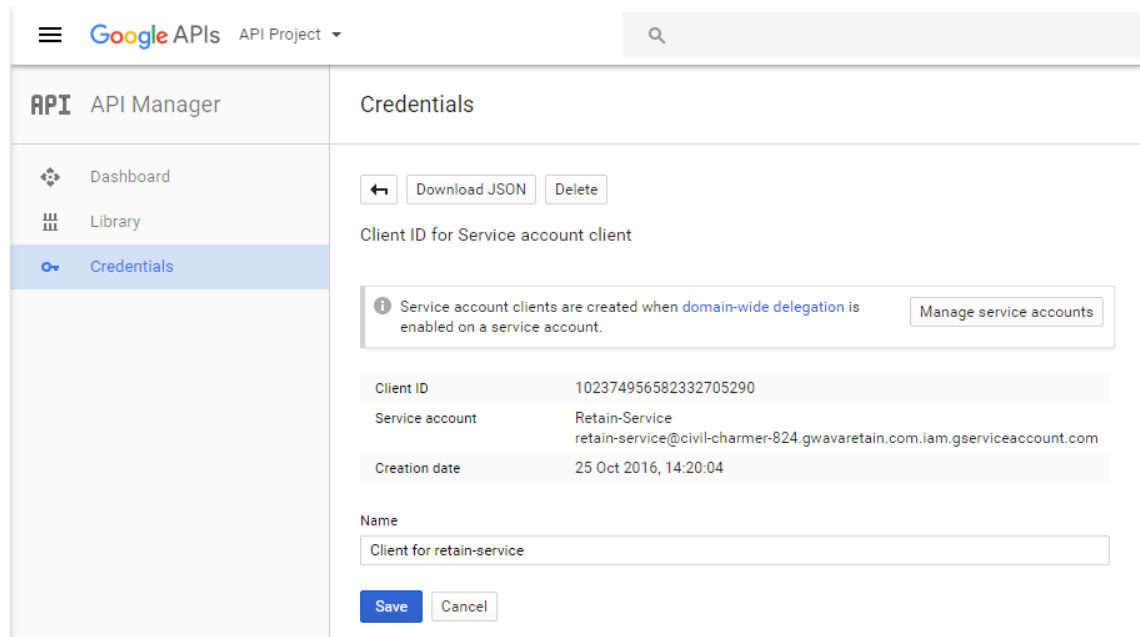 Google APIs API Project
API API Manager
Credentials
Dashboard
Library
Credentials
Download JSON Delete
Client ID for Service account client
Service account clients are created when domain-wide delegation is
enabled on a service account.
Manage service accounts
Client ID 102374956582332705290
Service account Retain-Service
retain-service@civil-charmer-824.gwavaretain.com.iam.gserviceaccount.com
Creation date 25 Oct 2016, 14:20:04
Name
Client for retain-service
Save Cancel